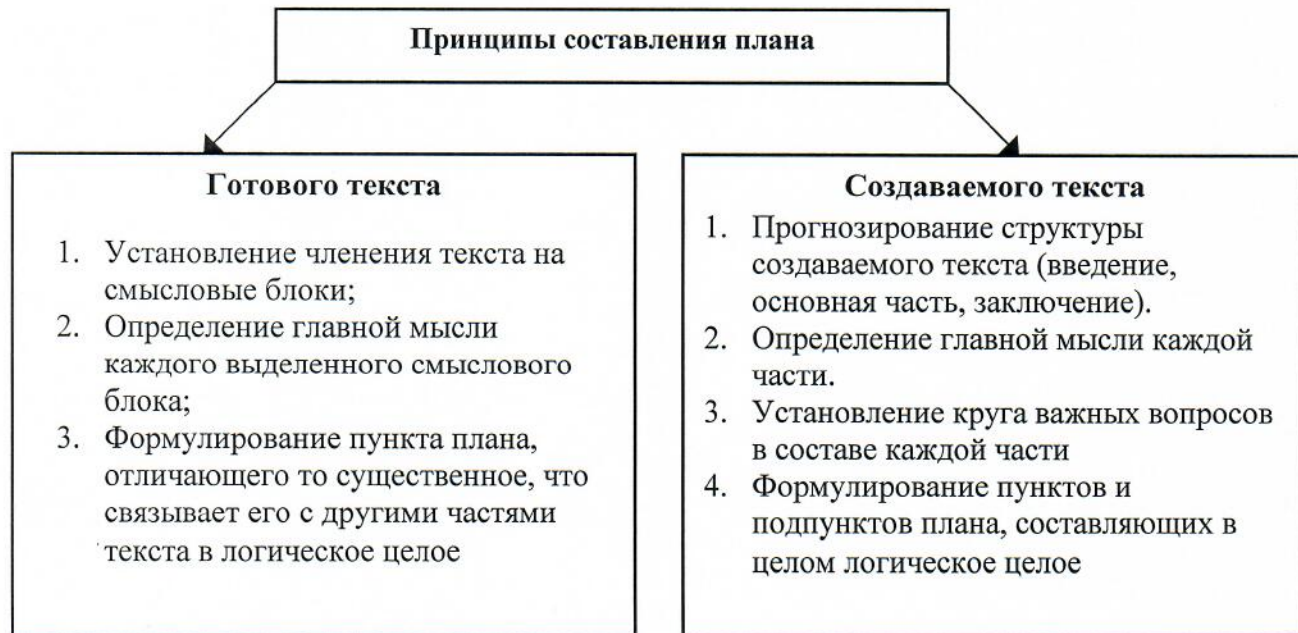 Принципы составления плана
Готового текста
1. Установление членения текста на
смысловые блоки;
2. Определение главной мысли
каждого выделенного смыслового
блока;
3. Формулирование пункта плана,
отличающего то существенное, что
связывает его с другими частями
текста в логическое целое
Создаваемого текста
1. Прогнозирование структуры
создаваемого текста (введение,
основная часть, заключение).
2. Определение главной мысли каждой
части.
3. Установление круга важных вопросов
в составе каждой части
4. Формулирование пунктов и
подпунктов плана, составляющих в
целом логическое целое